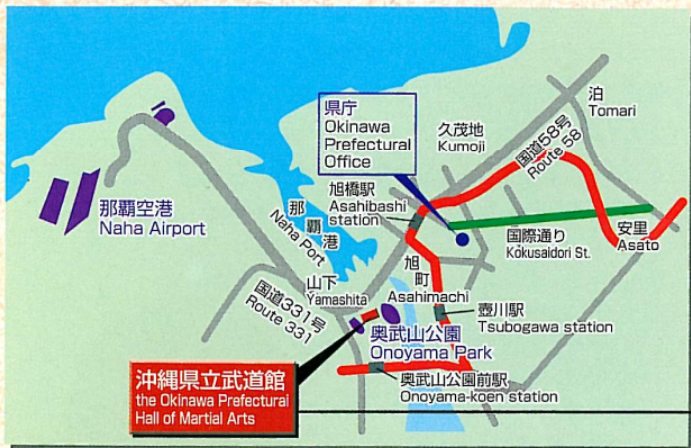 県庁
Okinawa
Prefectural
Office
久茂地
Kumoji
泊
Tomari
国道58号
Route 58
旭橋駅
Asahibashi
station
那覇空港
Naha Airport
那覇港
Naha Port
国際通り
Kokusaidori St.
安里
Asato
山下
Yamashita
旭町
Asahimachi
国道331号
Route 331
壺川駅
Tsubogawa station
奥武山公園
Onoyama Park
沖縄県立武道館
the Okinawa Prefectural
Hall of Martial Arts
奥武山公園前駅
Onoyama-koen station